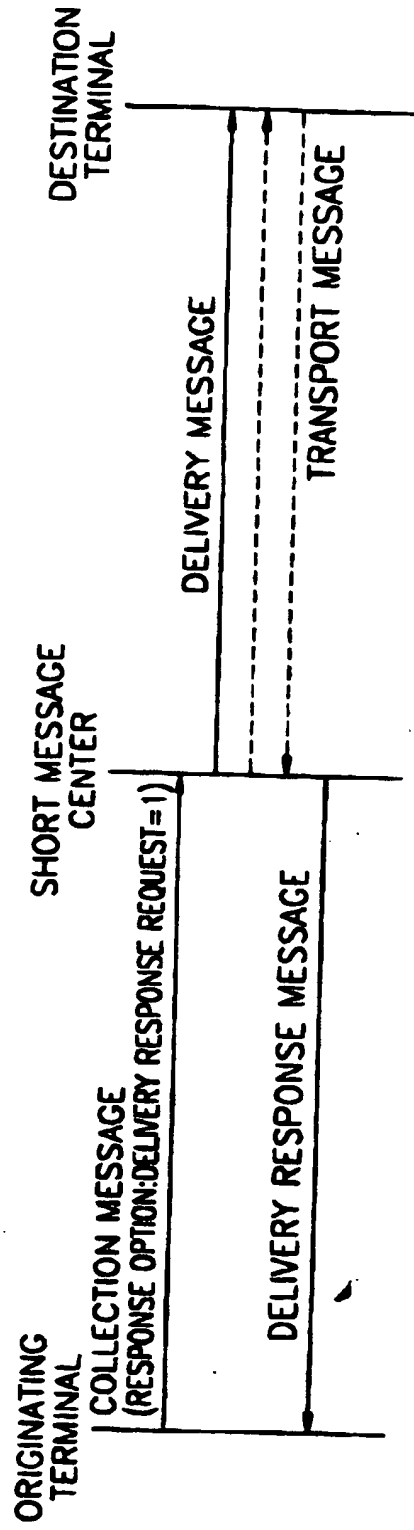 ORIGINATING
TERMINAL
SHORT MESSAGE
CENTER
DESTINATION
TERMINAL
COLLECTION MESSAGE
(RESPONSE OPTION:DELIVERY RESPONSE REQUEST=1)
DELIVERY MESSAGE
TRANSPORT MESSAGE
DELIVERY RESPONSE MESSAGE